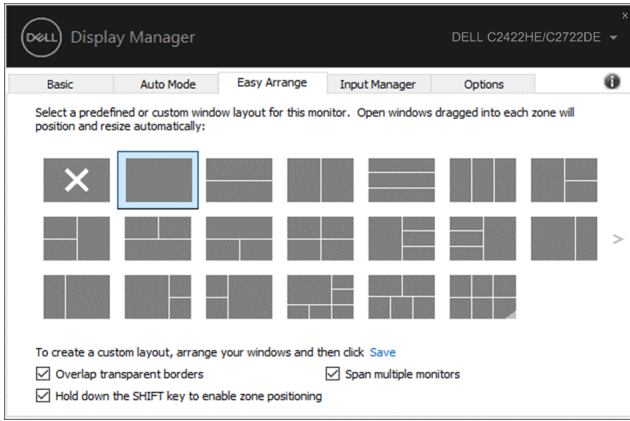 x
DELL Display Manager
DELL C2422HE/C2722DE
Basic
Auto Mode
Easy Arrange
Input Manager
Options
i
Select a predefined or custom window layout for this monitor. Open windows dragged into each zone will
position and resize automatically:
>
To create a custom layout, arrange your windows and then click Save
Overlap transparent borders
Span multiple monitors
Hold down the SHIFT key to enable zone positioning